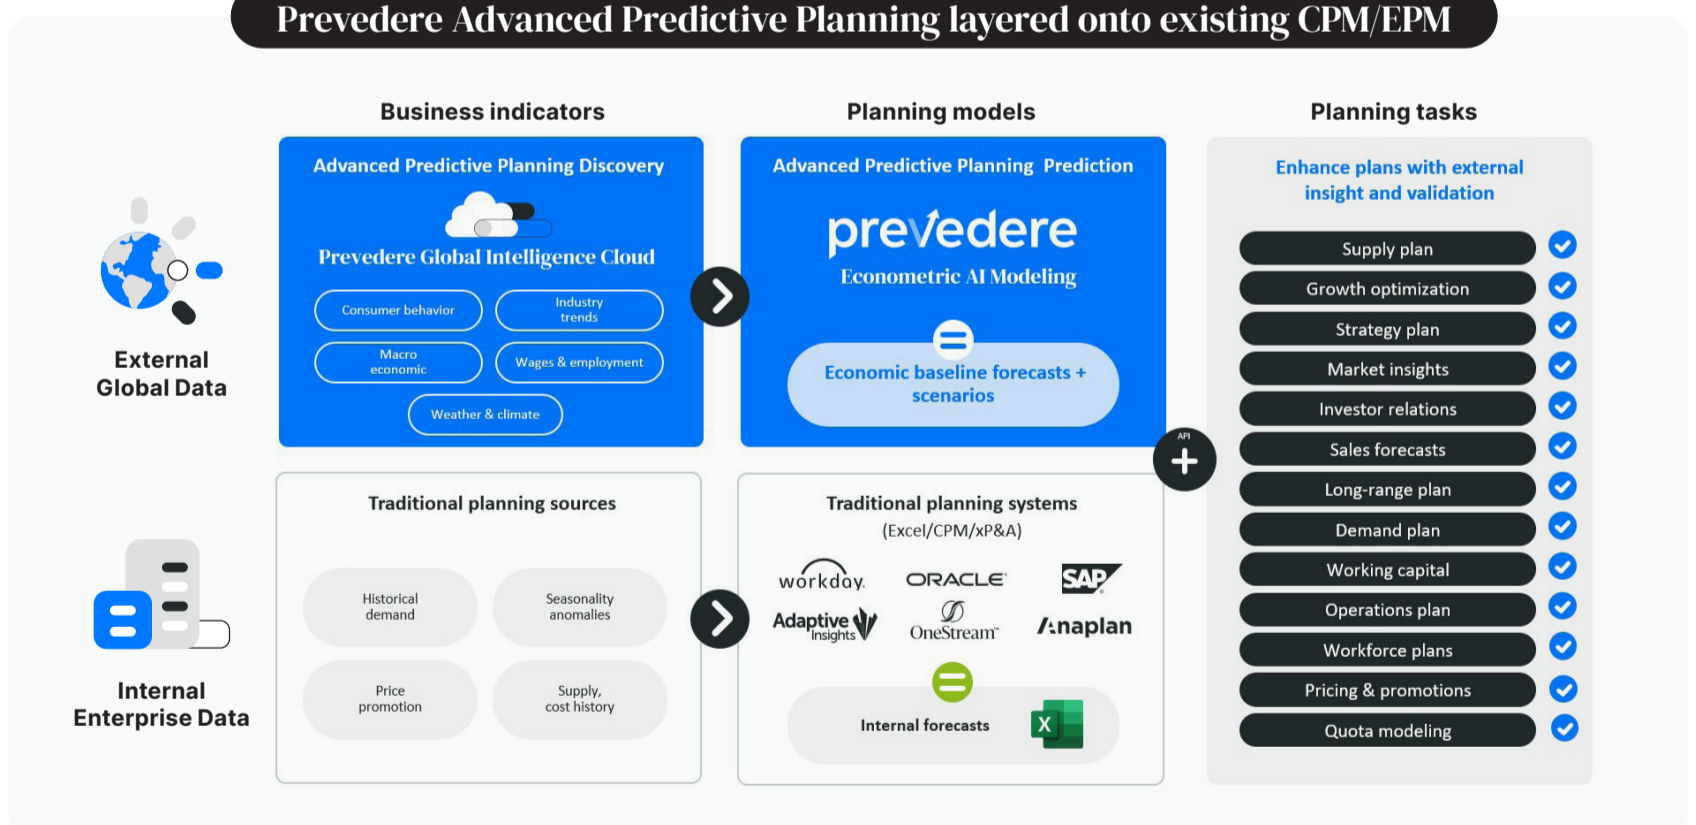 Prevedere Advanced Predictive Planning layered onto existing CPM/EPM
Business indicators
Planning models
Planning tasks
External
Global Data
Advanced Predictive Planning Discovery
Prevedere Global Intelligence Cloud
Consumer behavior
Industry
trends
Macro
economic
Wages & employment
Weather & climate
Advanced Predictive Planning Prediction
prevedere
Econometric AI Modeling
Economic baseline forecasts +
scenarios
Internal
Enterprise Data
Traditional planning sources
Historical
demand
Seasonality
anomalies
Price
promotion
Supply,
cost history
Traditional planning systems
(Excel/CPM/xP&A)
workday.
ORACLE
SAP
Adaptive
Insights
OneStream™
Anaplan
Internal forecasts
X
API
Enhance plans with external
insight and validation
Supply plan
Growth optimization
Strategy plan
Market insights
Investor relations
Sales forecasts
Long-range plan
Demand plan
Working capital
Operations plan
Workforce plans
Pricing & promotions
Quota modeling